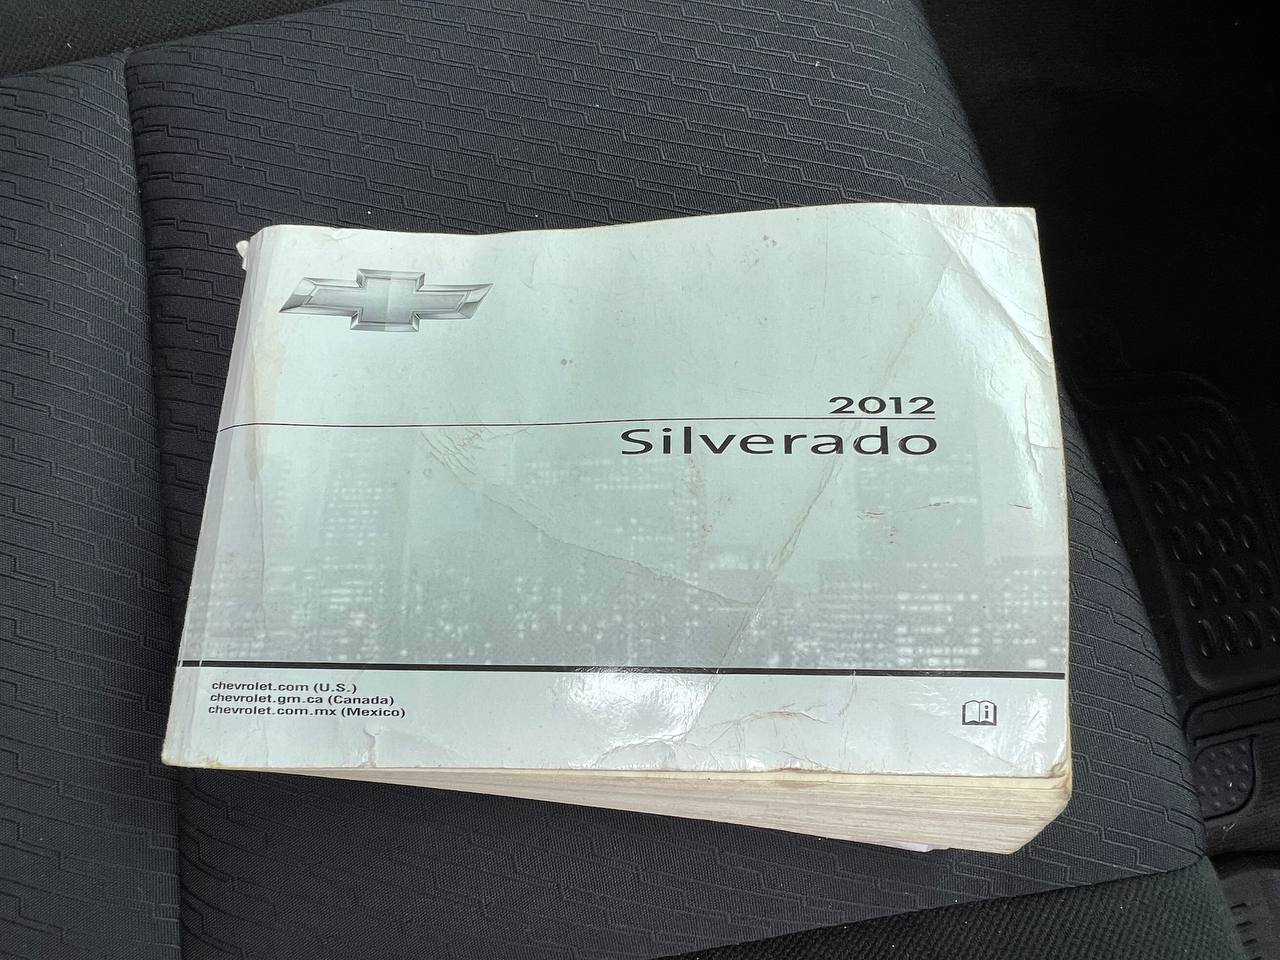 2012
Silverado
chevrolet.com (U.S.)
chevrolet.gm.ca (Canada)
chevrolet.com.mx (Mexico)
i